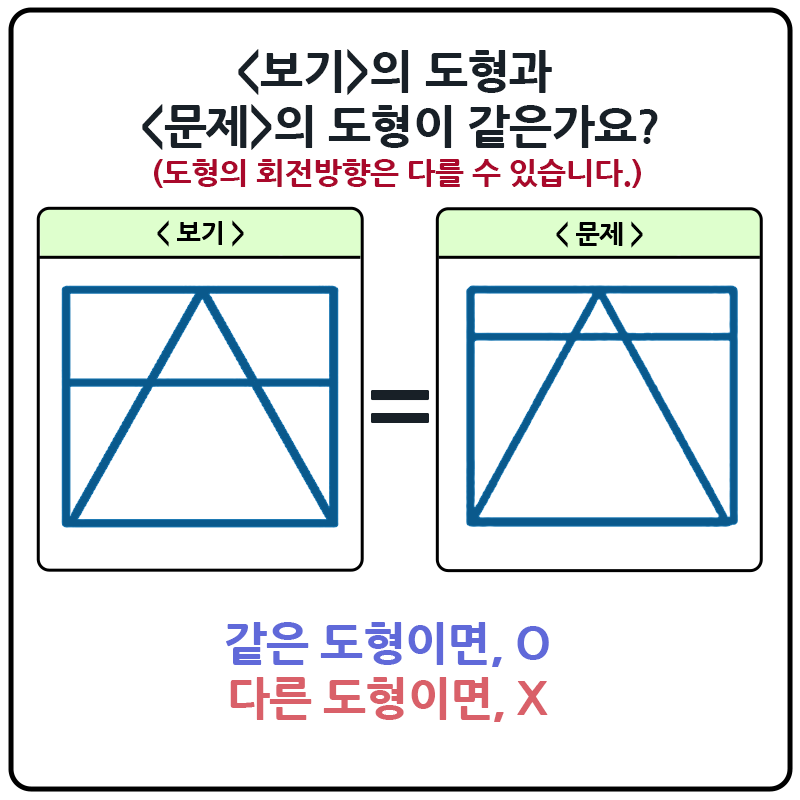 <보기>의 도형과
<문제>의 도형이 같은가요?
(도형의 회전방향은 다를 수 있습니다.)
< 보기 >
< 문제 >
=
같은 도형이면, O
다른 도형이면, X